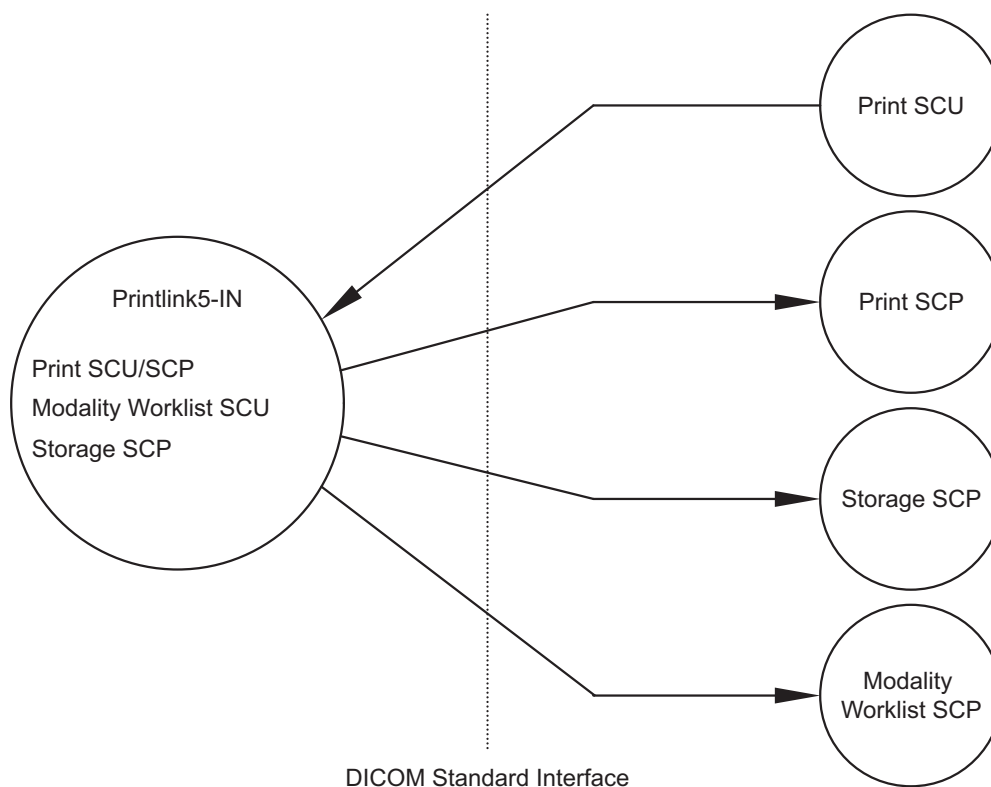 Print SCU
Printlink5-IN
Print SCU/SCP
Modality Worklist SCU
Storage SCP
Print SCP
Storage SCP
Modality
Worklist SCP
DICOM Standard Interface